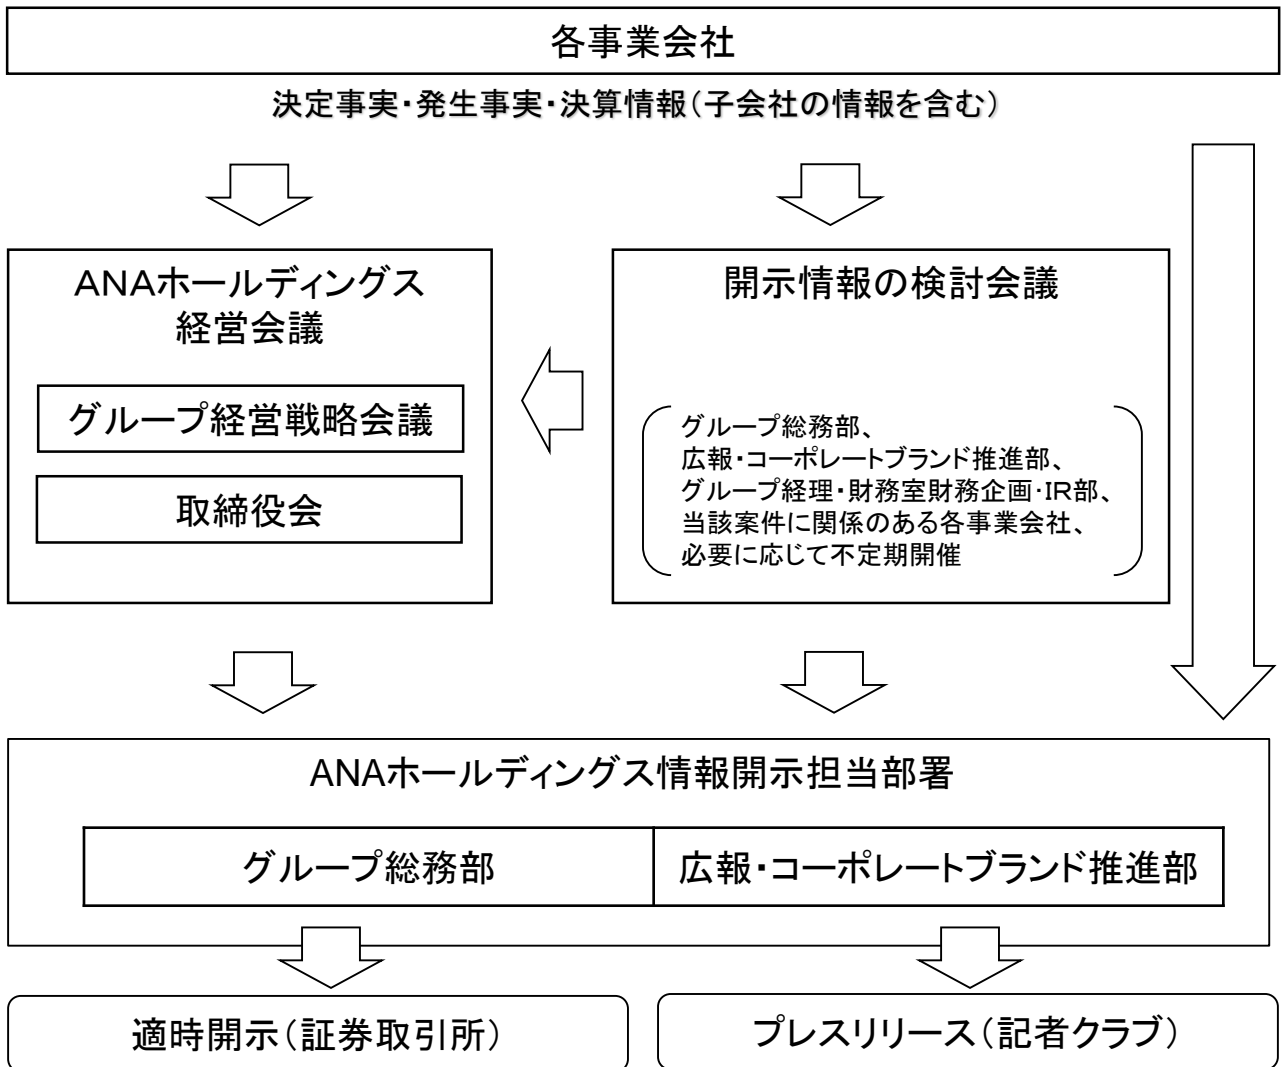 各事業会社
決定事実・発生事実・決算情報（子会社の情報を含む）
ANAホールディングス
経営会議
グループ経営戦略会議
取締役会
開示情報の検討会議
グループ総務部、
広報・コーポレートブランド推進部、
グループ経理・財務室財務企画・IR部、
当該案件に関係のある各事業会社、
必要に応じて不定期開催
ANAホールディングス情報開示担当部署
グループ総務部
広報・コーポレートブランド推進部
適時開示（証券取引所）
プレスリリース（記者クラブ）